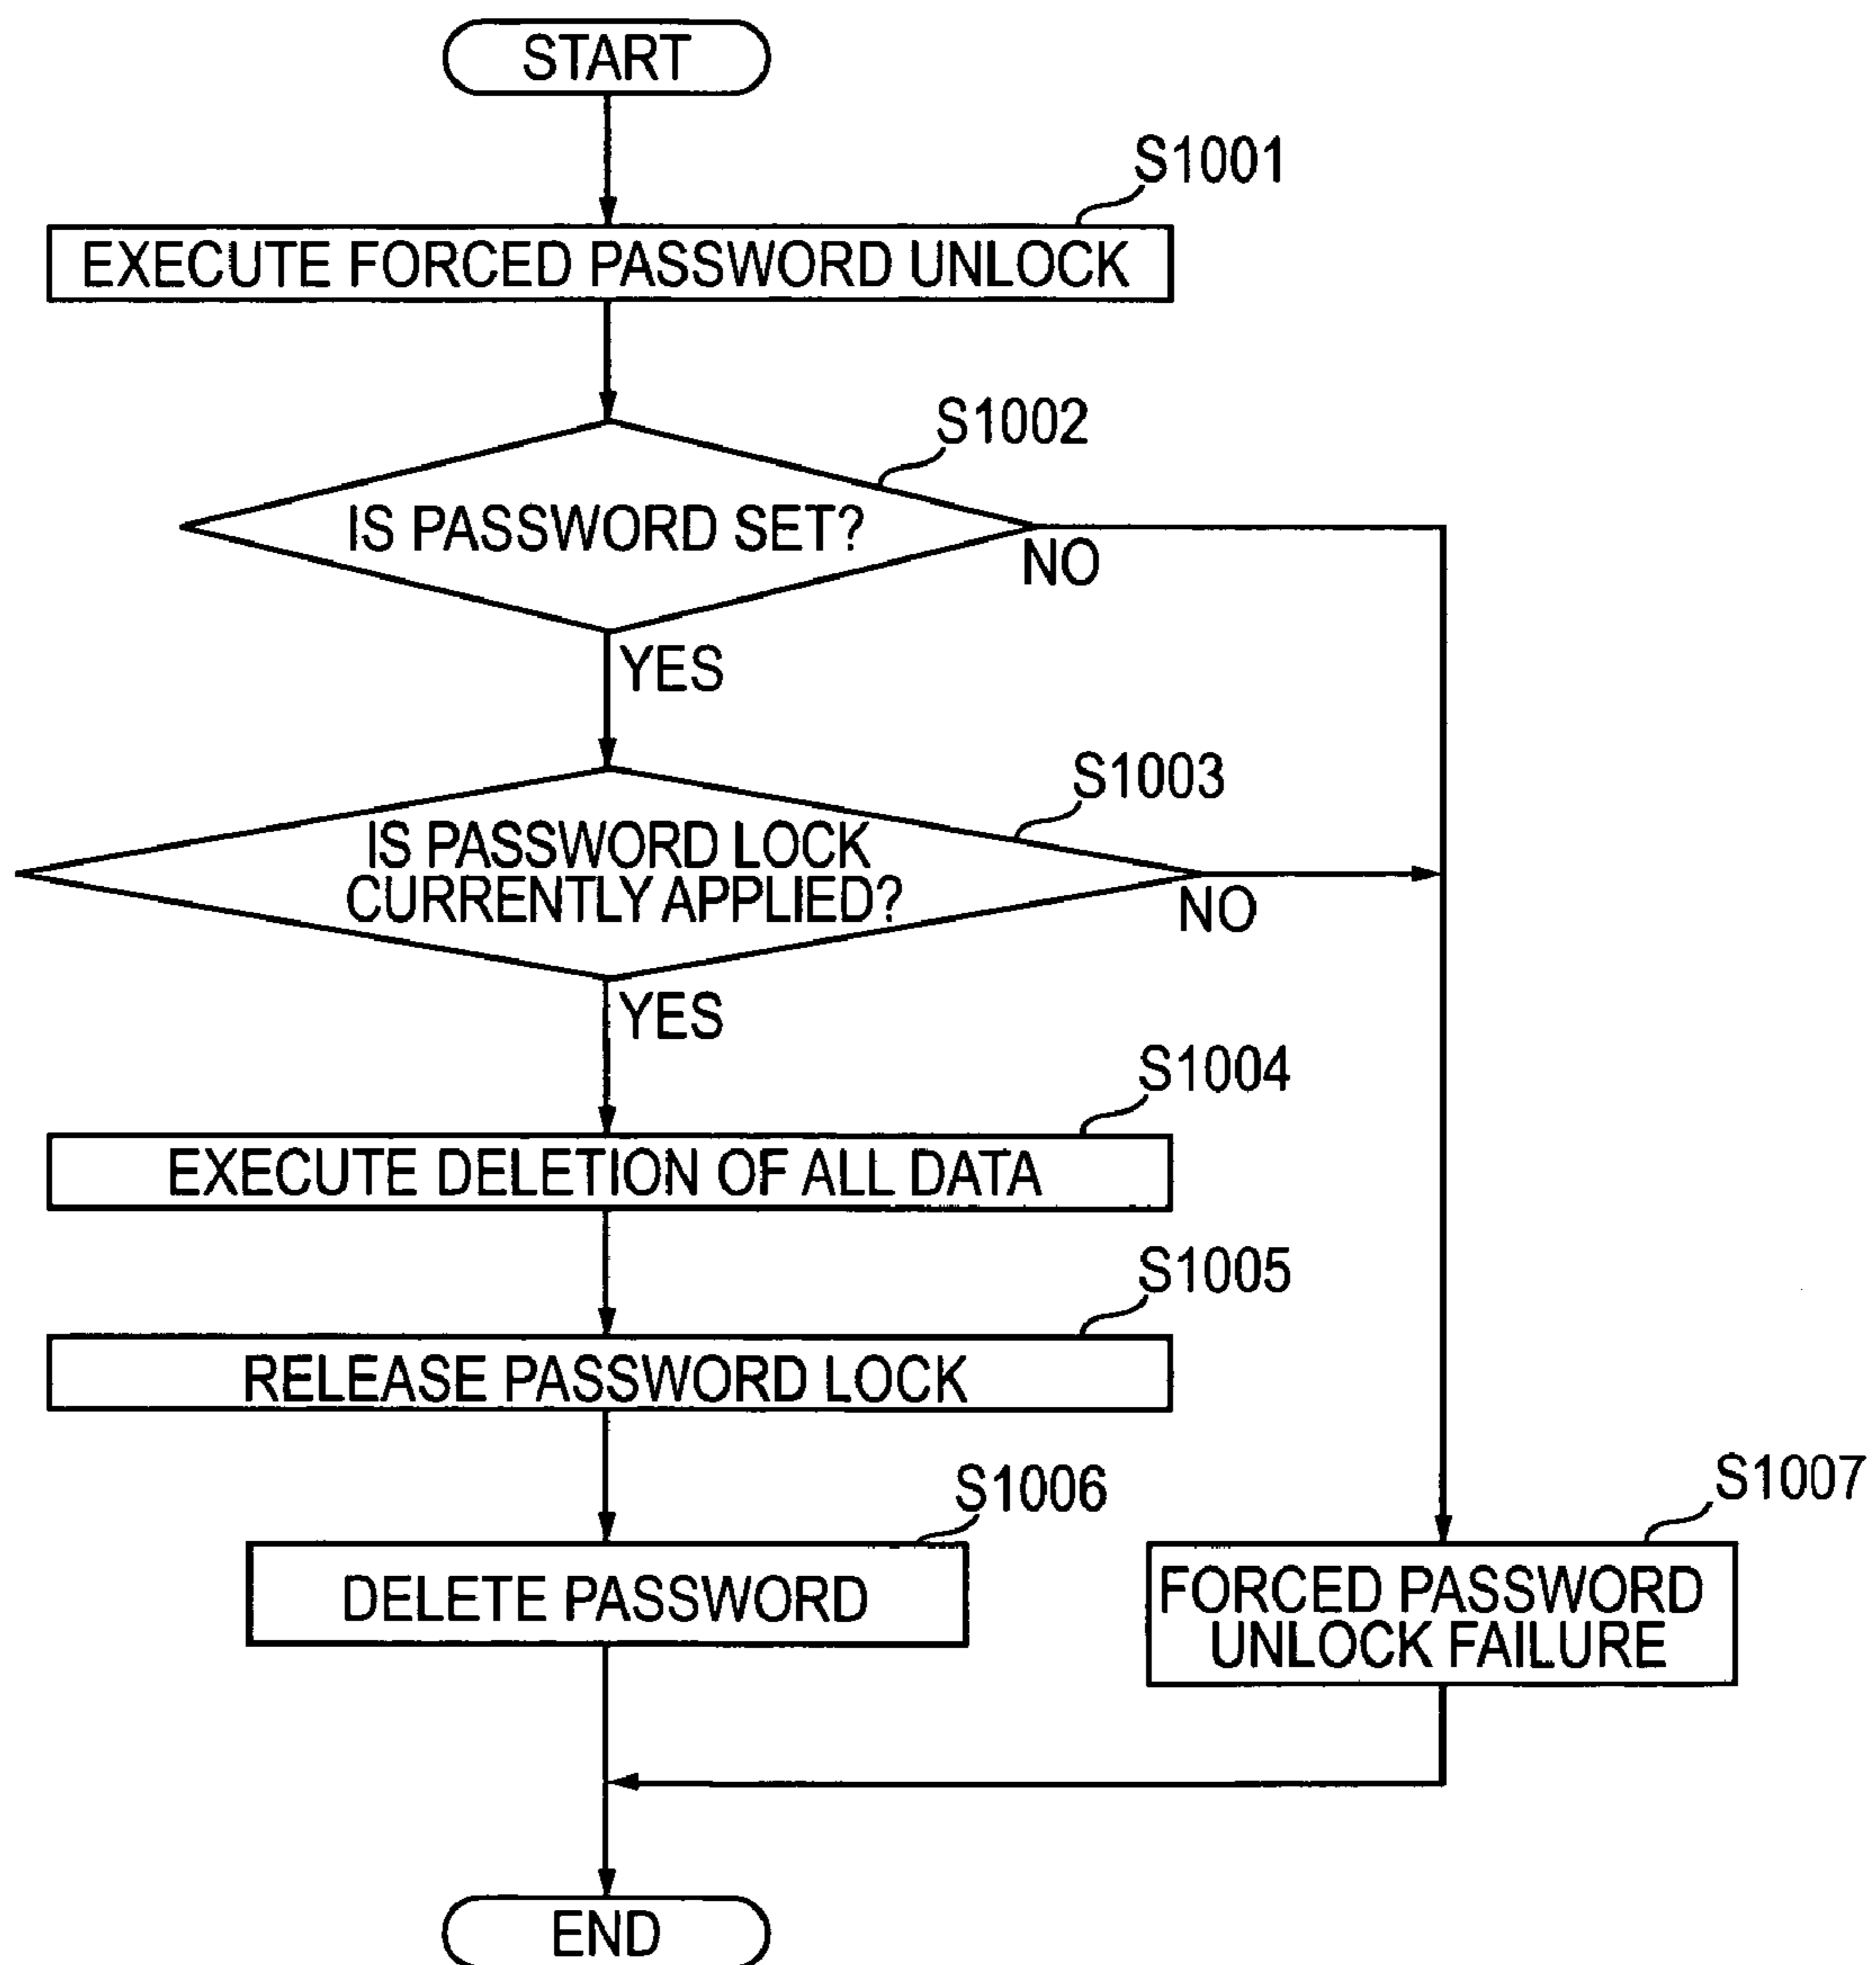 START
S1001
EXECUTE FORCED PASSWORD UNLOCK
S1002
IS PASSWORD SET?
NO
YES
S1003
IS PASSWORD LOCK
CURRENTLY APPLIED?
NO
YES
S1004
EXECUTE DELETION OF ALL DATA
S1005
RELEASE PASSWORD LOCK
S1006
DELETE PASSWORD
S1007
FORCED PASSWORD
UNLOCK FAILURE
END